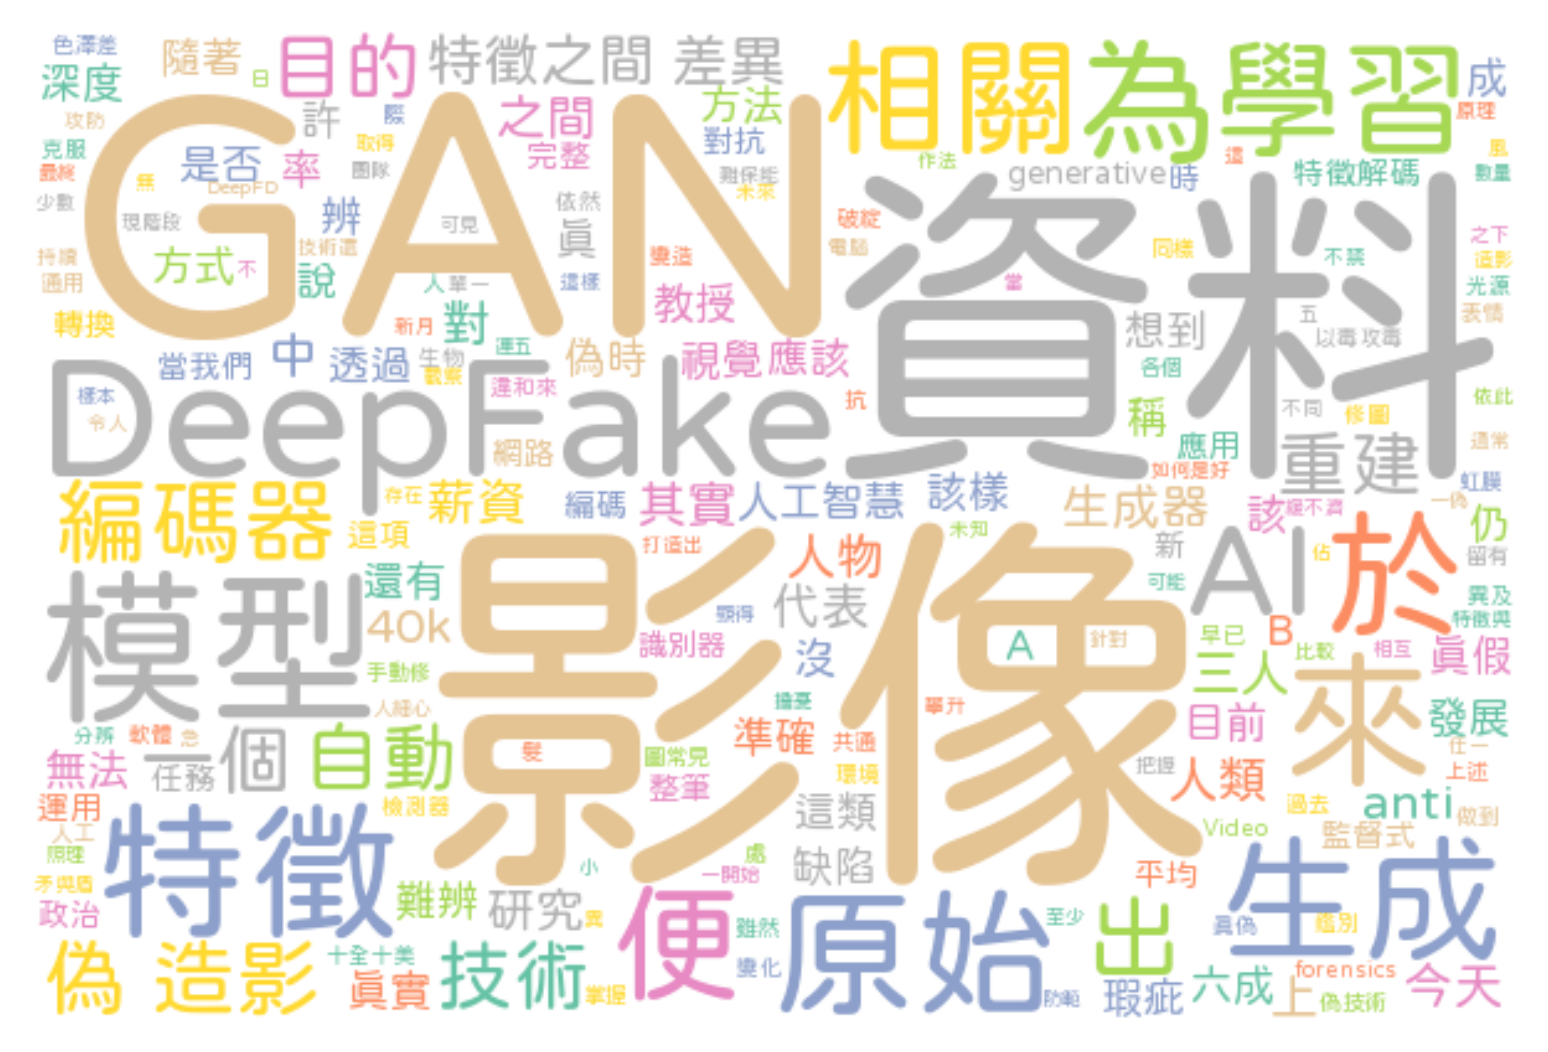 色澤差
隨著
目的
特徵之間
差異
相關
為
學習
成
深度
日
許
際
之間
方法
原理
攻防
GAN
取得
完整
對抗
克服
是否
率
團隊
作法
這
風
最終
無
DeepFD
難保能
未來
generative
時
特徵解碼
數量
少數
現階段
辨
可見
依然
真
破綻
資料
之下
持續
方式
不
技術還
變造
電腦
同樣
不禁
造影
通用
說
人
單一
這樣
教授
當
光源
轉換
新月
對
想到
五
表情
以毒攻毒
當我們
中
透過
生物
觀察
運五
偽時
視覺
應該
各個
樣本
令人
DeepFake
違和來
抗
稱
不同
修圖
依此
網路
應用
重建
通常
如何是好
編碼器
存在
薪資
編碼
其實
人工智慧
該樣
生成器
該
緩不濟
一偽
虹膜
仍
這項
打造出
人物
未知
新
AI
佔
於
留有
模型
還有
影像
代表
可能
異及
40k
顯得
特徵與
識別器
沒
A
針對
早已
B
比較
相互
真假
手動修
三人
人細心
擔憂
單升
目前
來
發展
分辨
軟體
急
一個
自動
髮
準確
共通
任一
無法
任務
圖常見
環境
把握
人類
上述
運用
檢測器
整筆
這類
過去
anti
做到
人工
特徵
Video
監督式
照理
小
處
矛與盾
一開始
缺陷
平均
生成
政治
難辨
研究
異
便
雖然
原始
至少
出
真偽
鑑別
偽
造影
十全十美
真實
技術
掌握
變化
防範
瑕疵
六成
forensics
上
偽技術
今天